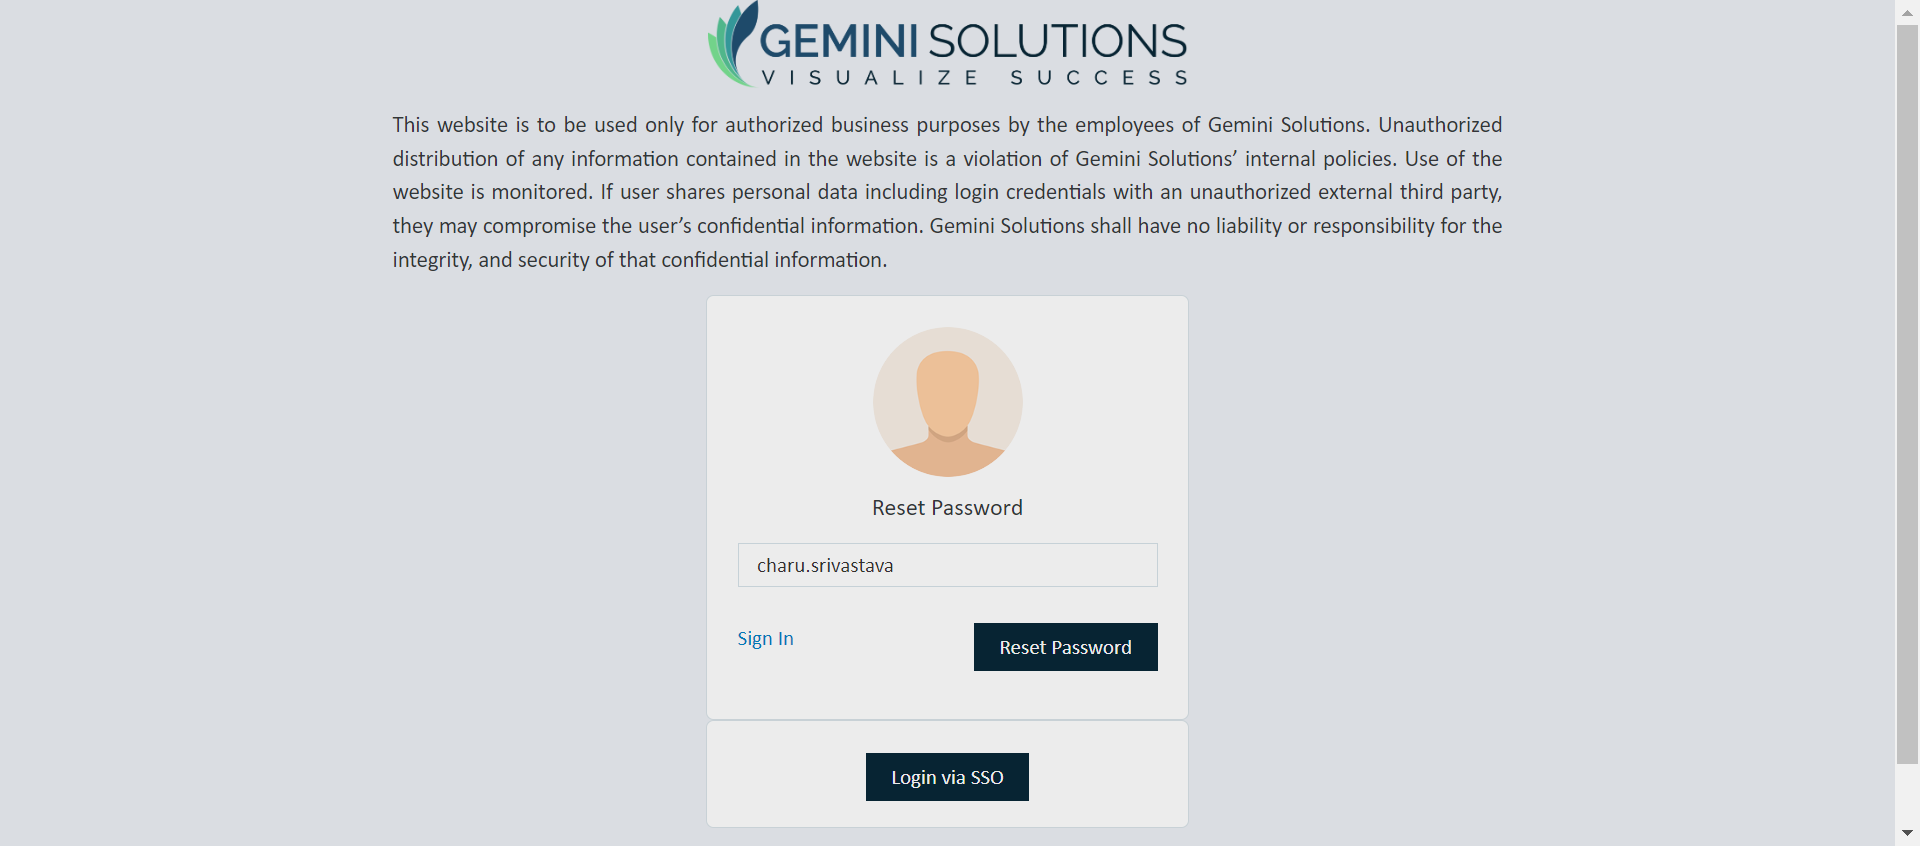 GEMINI SOLUTIONS
VISUALIZE SUCCESS
This website is to be used only for authorized business purposes by the employees of Gemini Solutions. Unauthorized
distribution of any information contained in the website is a violation of Gemini Solutions’ internal policies. Use of the
website is monitored. If user shares personal data including login credentials with an unauthorized external third party,
they may compromise the user’s confidential information. Gemini Solutions shall have no liability or responsibility for the
integrity, and security of that confidential information.
Reset Password
charu.srivastava
Sign In
Reset Password
Login via SSO